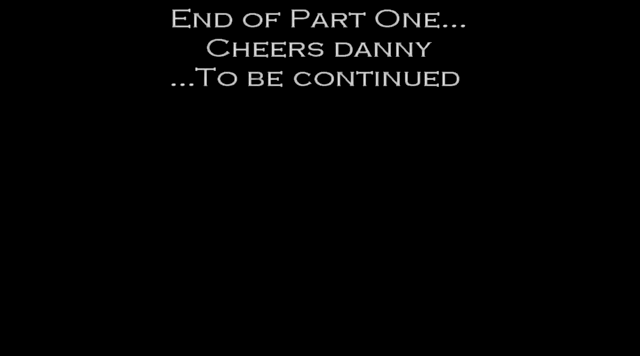 End of Part One...
Cheers danny
...To be continued